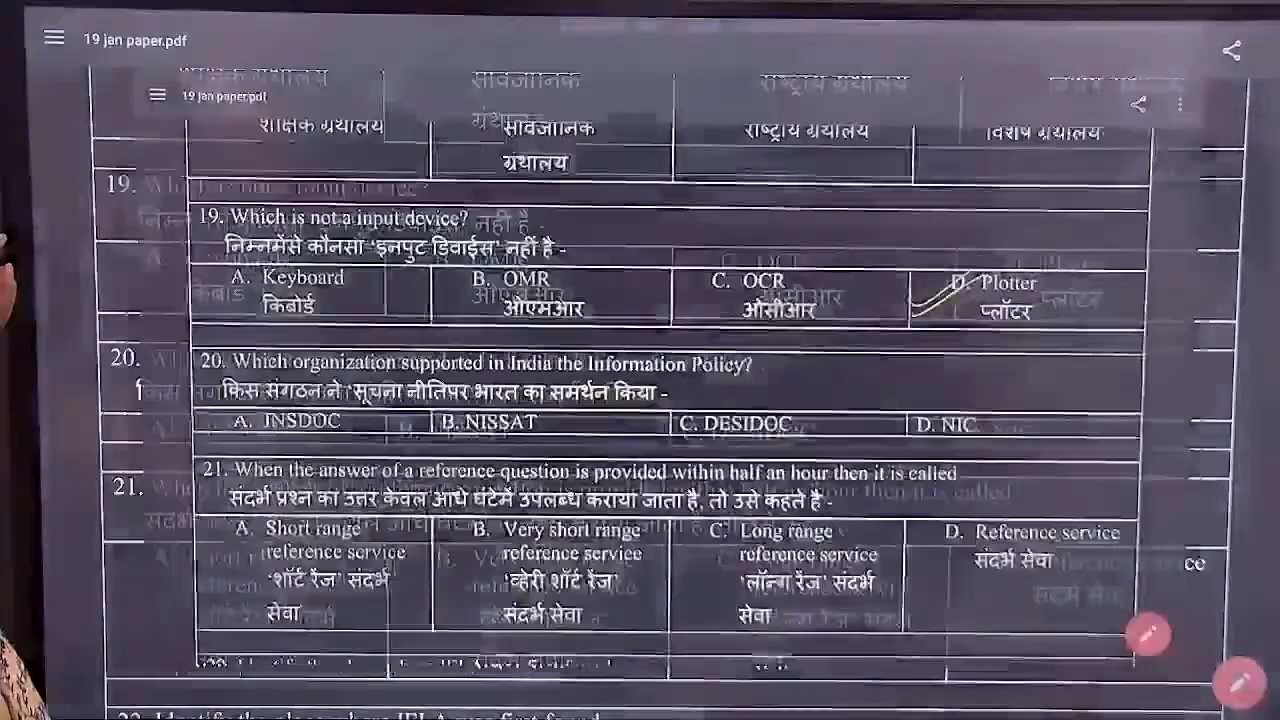 19 jan paper.pdf
19 jan paper.pdf
शैक्षिक ग्रंथालय
सार्वजानिक ग्रंथालय
राष्ट्रीय ग्रंथालय
विशेष ग्रंथालय
19. Which is not a input device?
निम्नमेंसे कौनसा ‘इनपुट डिवाईस’ नहीं है -
A. Keyboard
किबोर्ड
B. OMR
ओएमआर
C. OCR
ओसीआर
D. Plotter
प्लॉटर
20. Which organization supported in India the Information Policy?
किस संगठन ने ‘सूचना नीतिपर भारत का समर्थन किया -
A. INSDOC
B. NISSAT
C. DESIDOC
D. NIC
21. When the answer of a reference question is provided within half an hour then it is called
संदर्भ प्रश्न का उत्तर केवल आधे घंटेमें उपलब्ध कराया जाता है, तो उसे कहते है -
A. Short range
reference service
‘शॉर्ट रेंज’ संदर्भ
सेवा
B. Very short range
reference service
‘व्हेरी शॉर्ट रेंज’
संदर्भ सेवा
C. Long range
reference service
‘लॉन्ग रेंज’ संदर्भ
सेवा
D. Reference service
संदर्भ सेवा